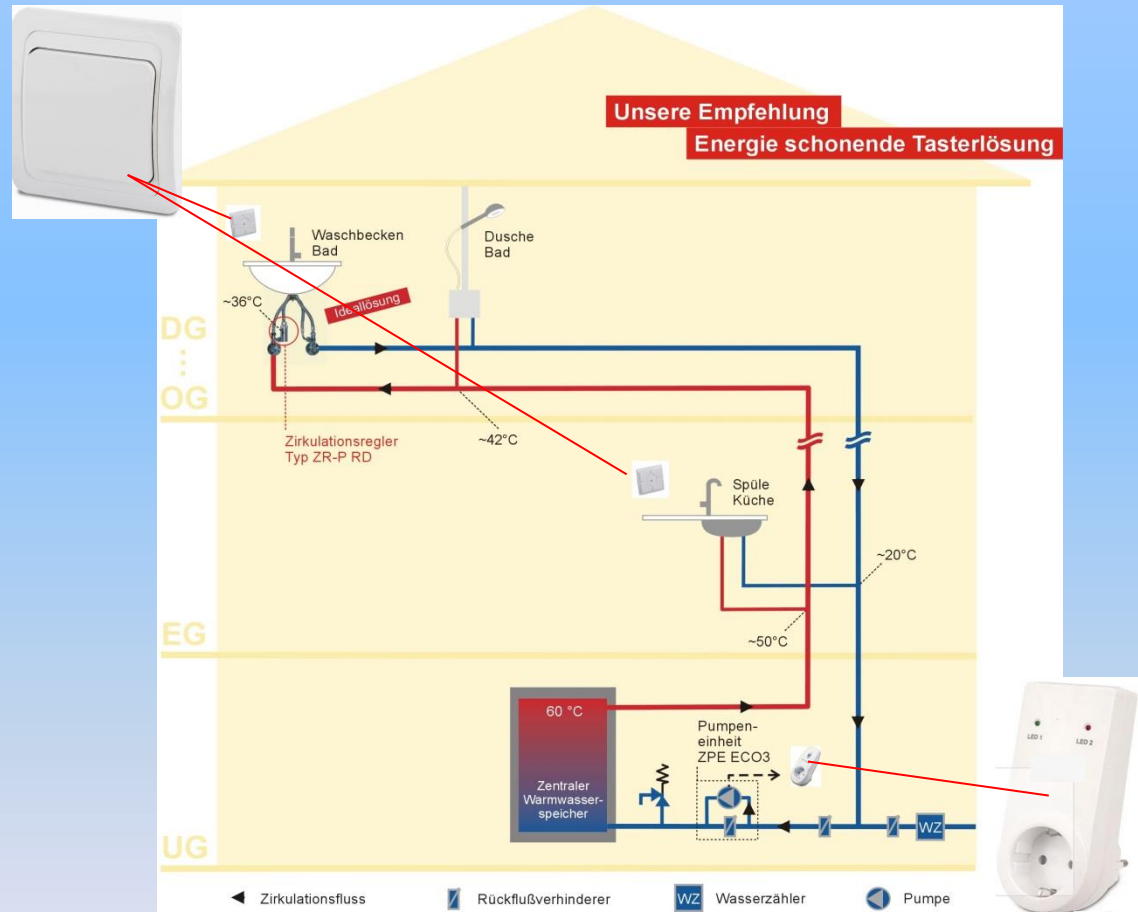 Unsere Empfehlung
Energie schonende Tasterlösung
Waschbecken
Bad
Dusche
Bad
~36°C
Ideallösung
DG
OG
Zirkulationsregler
Typ ZR-P RD
~42°C
Spüle
Küche
~20°C
EG
~50°C
60 °C
Pumpen-
einheit
ZPE ECO3
LED 1
LED 2
Zentraler
Warmwasser-
speicher
WZ
UG
Zirkulationsfluss
Rückflußverhinderer
WZ
Wasserzähler
Pumpe